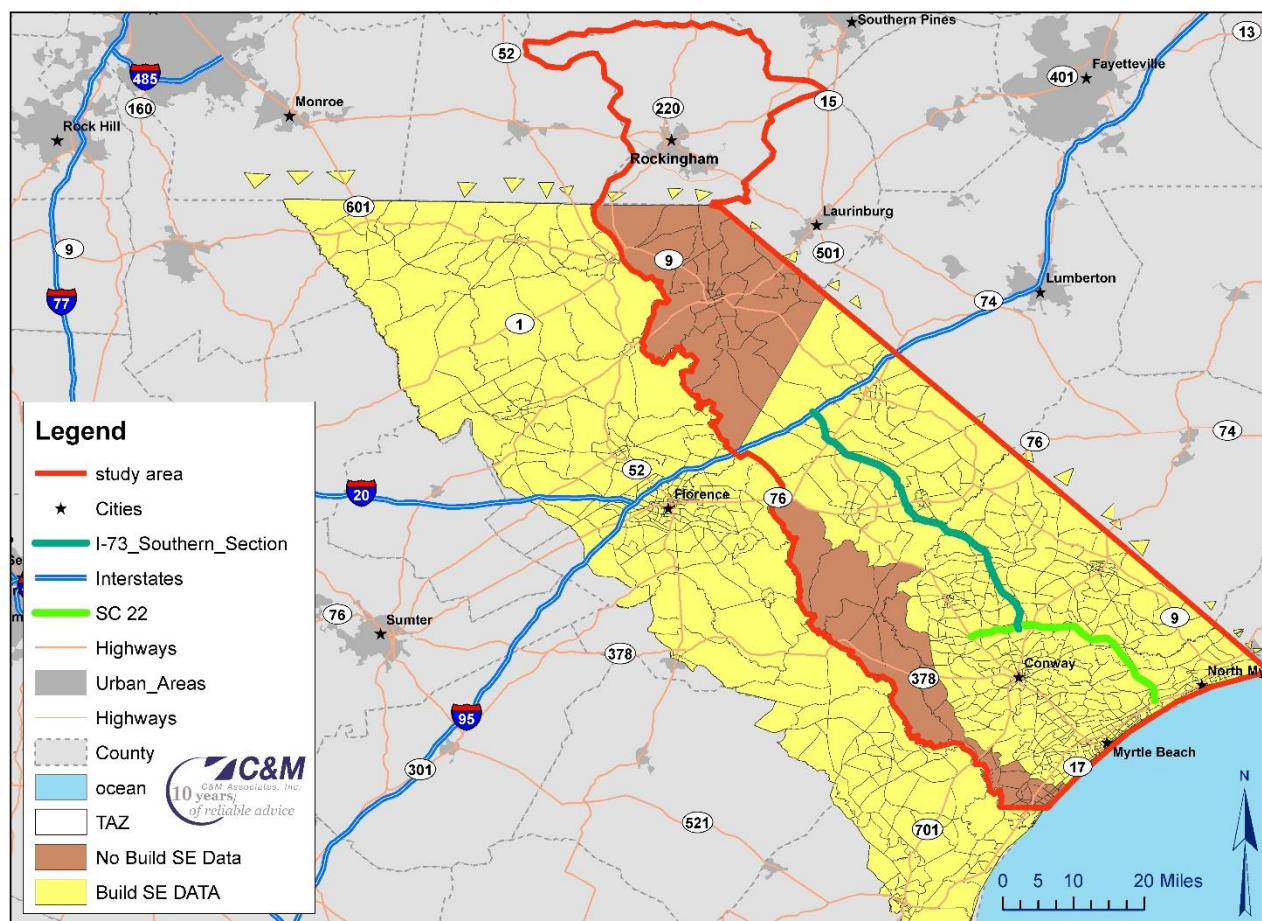 Southern Pines
52
13
Fayetteville
401
485
160
Monroe
220
15
Rock Hill
Rockingham
601
Laurinburg
9
9
501
Lumberton
77
74
1
Legend
study area
Cities
I-73_Southern_Section
Interstates
SC 22
Highways
Urban_Areas
Highways
County
ocean
TAZ
No Build SE Data
Build SE DATA
C&M
C&M Associates, Inc.
10 years
of reliable advice
76
74
52
20
Florence
76
76
Sumter
9
378
378
Conway
North My
95
Myrtle Beach
301
17
521
701
N
0 5 10 20 Miles